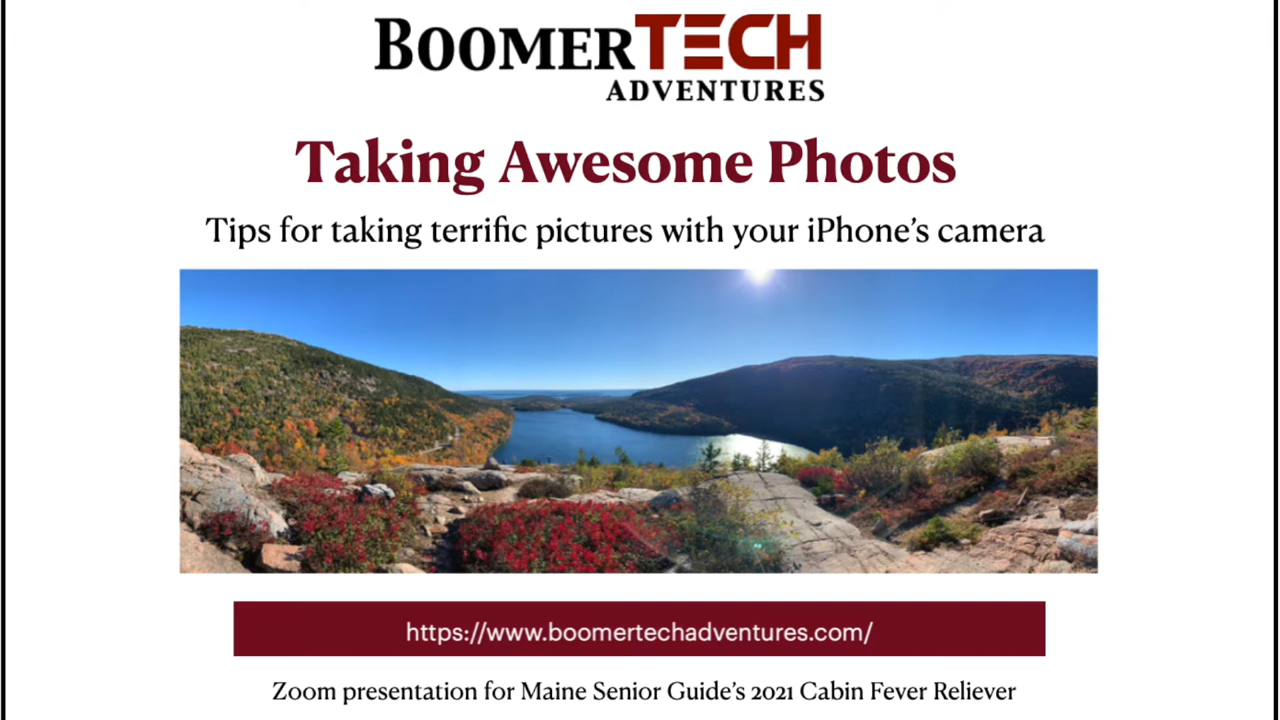 BOOMERTECH
ADVENTURES
Taking Awesome Photos
Tips for taking terrific pictures with your iPhone’s camera
https://www.boomertechadventures.com/
Zoom presentation for Maine Senior Guide’s 2021 Cabin Fever Reliever